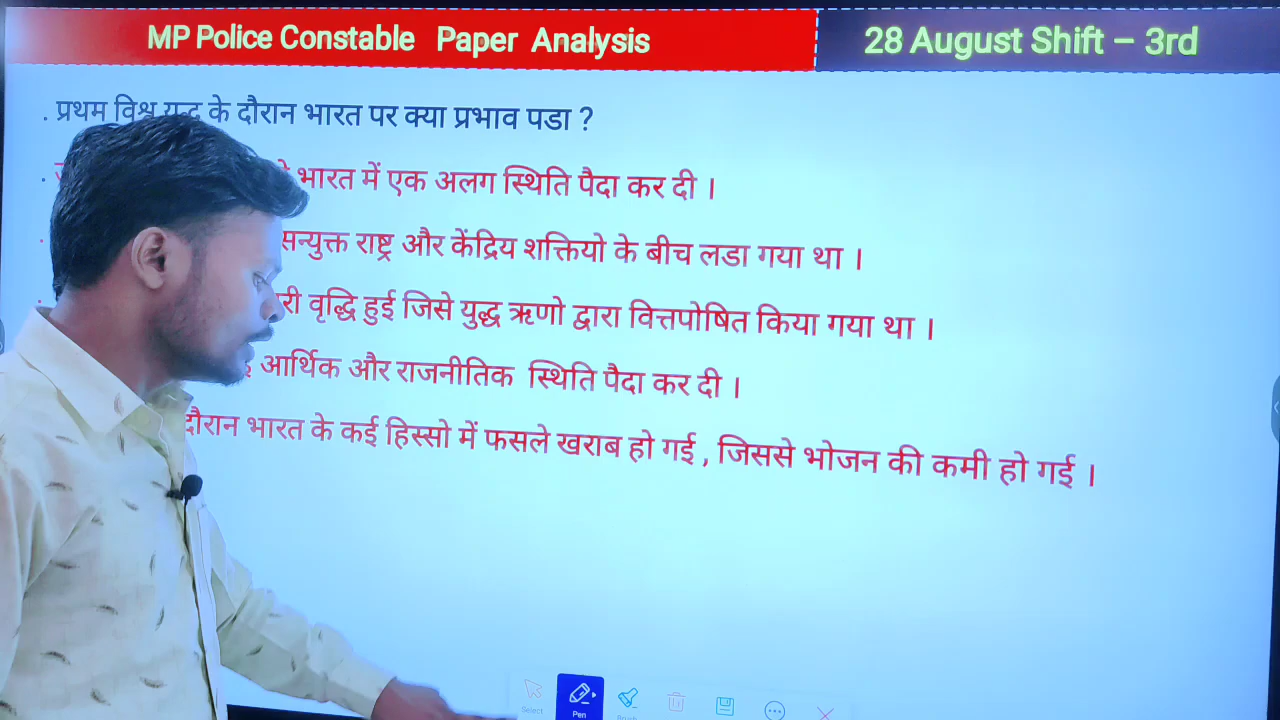 MP Police Constable Paper Analysis
28 August Shift – 3rd
. प्रथम विश्व युद्ध के दौरान भारत पर क्या प्रभाव पडा ?
भारत में एक अलग स्थिति पैदा कर दी ।
सन्युक्त राष्ट्र और केंद्रिय शक्तियो के बीच लडा गया था ।
वृद्धि हुई जिसे युद्ध ऋणो द्वारा वित्तपोषित किया गया था ।
आर्थिक और राजनीतिक स्थिति पैदा कर दी ।
दौरान भारत के कई हिस्सो में फसले खराब हो गई , जिससे भोजन की कमी हो गई ।
Select
Pen